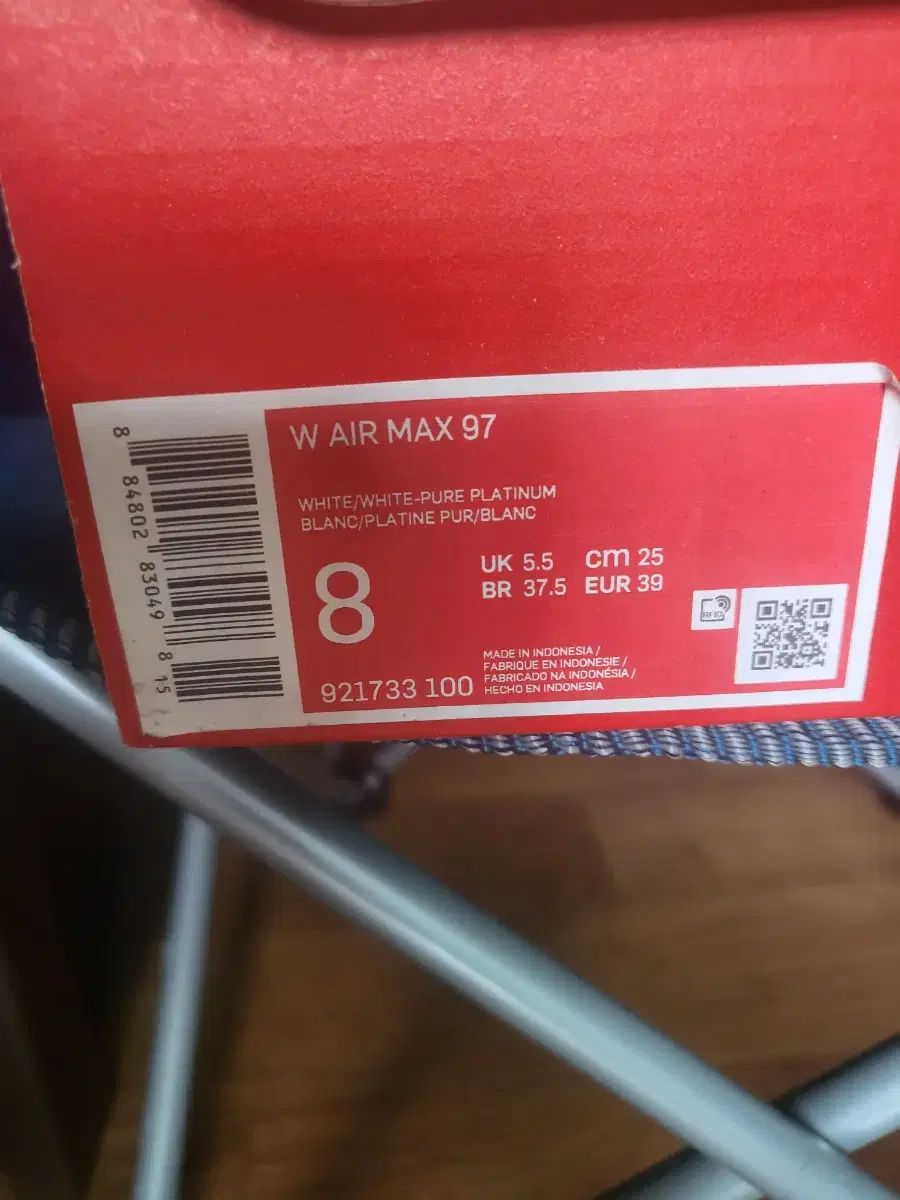 W AIR MAX 97
WHITE/WHITE-PURE PLATINUM
BLANC/PLATINE PUR/BLANC
8
UK 5.5 cm 25
BR 37.5 EUR 39
MADE IN INDONESIA /
FABRIQUE EN INDONESIE /
FABRICADO NA INDONÉSIA /
HECHO EN INDONESIA
921733 100
RFID
8 84802 83049 8 15